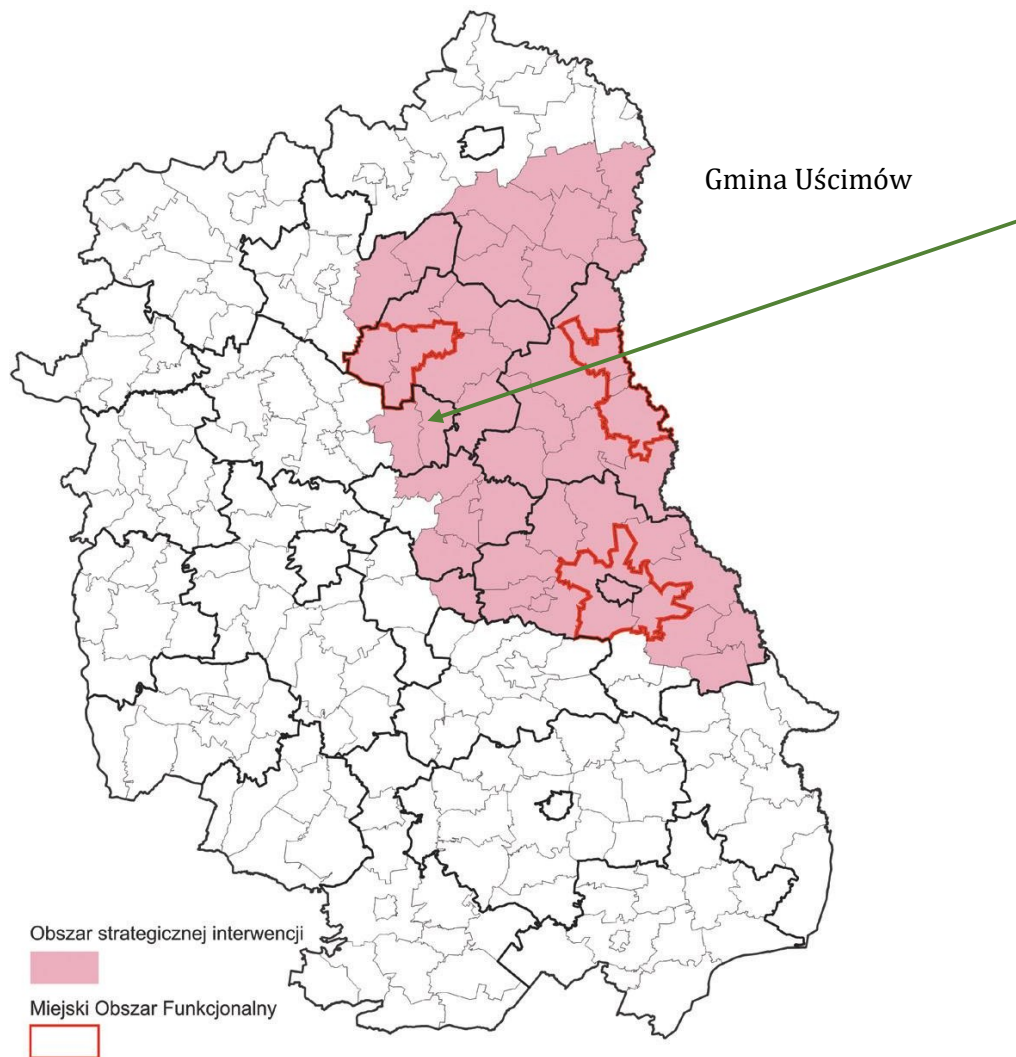 Gmina Uścimów
Obszar strategicznej interwencji
Miejski Obszar Funkcjonalny